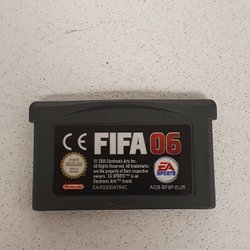 CE FIFA 06
© 2005 Electronic Arts Inc.
All rights reserved. All trademarks
are the property of their respective
owners. EA SPORTS™ is an
Electronic Arts™ brand.
EA
SPORTS
Nintendo
AGB-BF8P-EUR